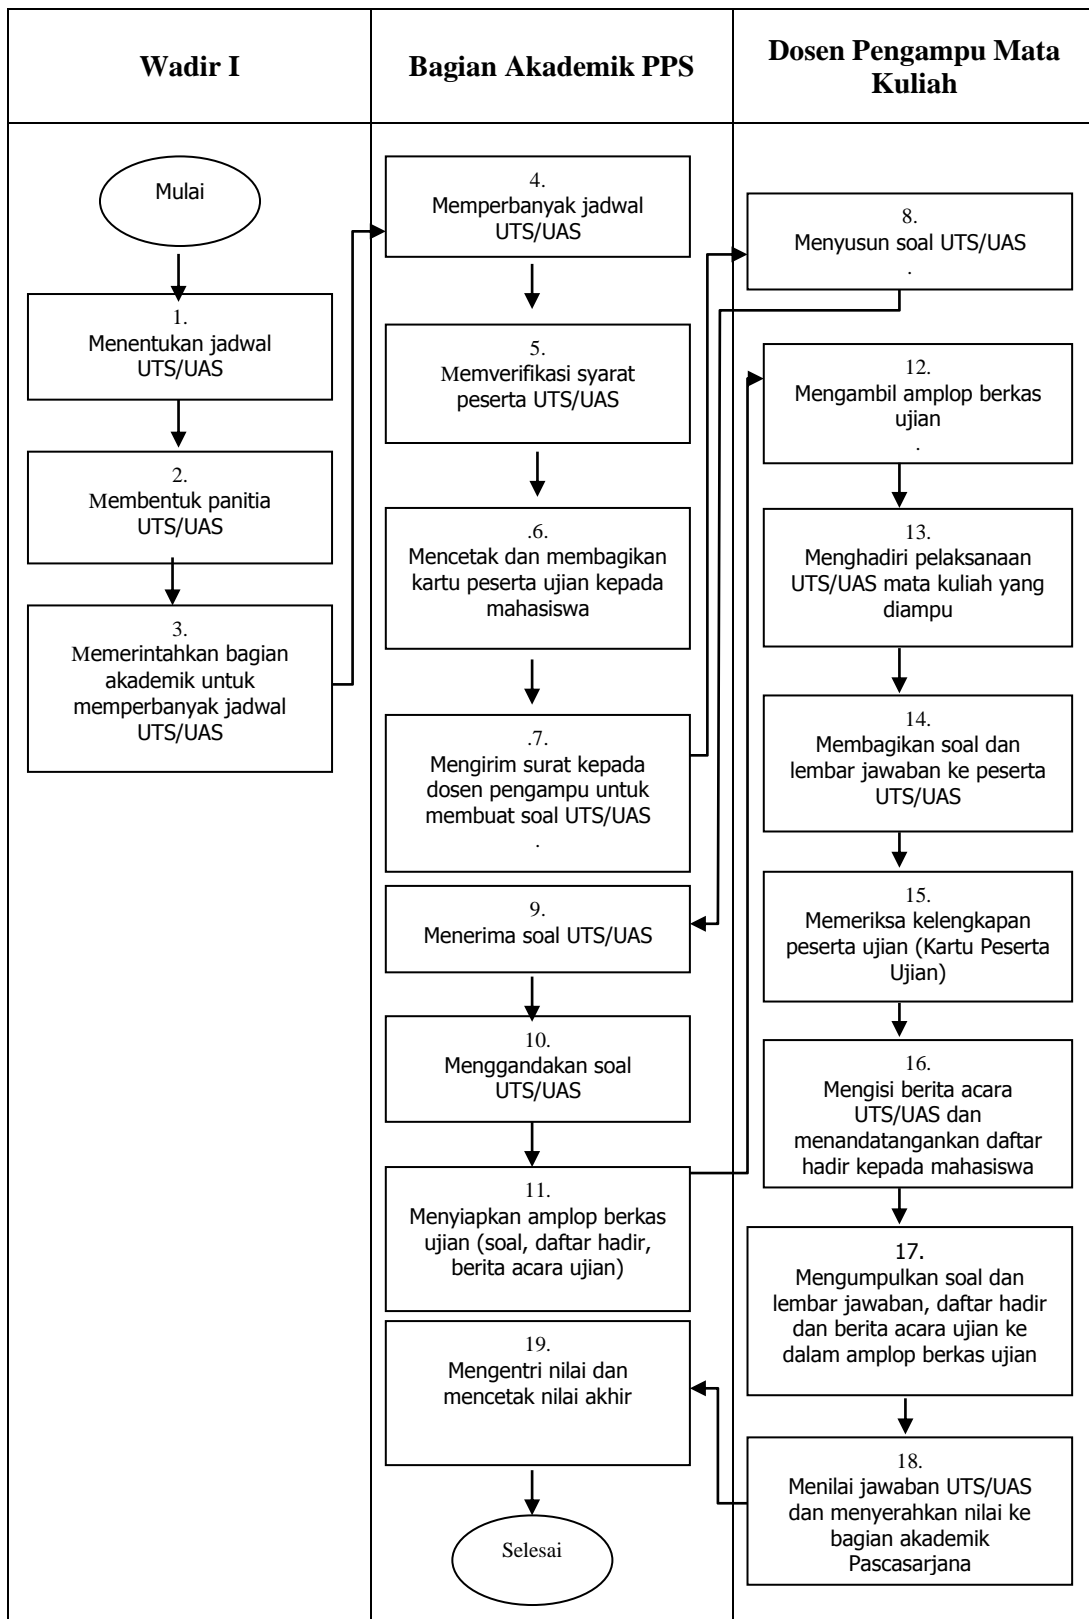 Wadir I
Bagian Akademik PPS
Dosen Pengampu Mata
Kuliah
Mulai
1.
Menentukan jadwal
UTS/UAS
2.
Membentuk panitia
UTS/UAS
3.
Memerintahkan bagian
akademik untuk
memperbanyak jadwal
UTS/UAS
4.
Memperbanyak jadwal
UTS/UAS
5.
Memverifikasi syarat
peserta UTS/UAS
.6.
Mencetak dan membagikan
kartu peserta ujian kepada
mahasiswa
.7.
Mengirim surat kepada
dosen pengampu untuk
membuat soal UTS/UAS
.
8.
Menyusun soal UTS/UAS
.
9.
Menerima soal UTS/UAS
10.
Menggandakan soal
UTS/UAS
11.
Menyiapkan amplop berkas
ujian (soal, daftar hadir,
berita acara ujian)
12.
Mengambil amplop berkas
ujian
.
13.
Menghadiri pelaksanaan
UTS/UAS mata kuliah yang
diampu
14.
Membagikan soal dan
lembar jawaban ke peserta
UTS/UAS
15.
Memeriksa kelengkapan
peserta ujian (Kartu Peserta
Ujian)
16.
Mengisi berita acara
UTS/UAS dan
menandatangankan daftar
hadir kepada mahasiswa
17.
Mengumpulkan soal dan
lembar jawaban, daftar hadir
dan berita acara ujian ke
dalam amplop berkas ujian
18.
Menilai jawaban UTS/UAS
dan menyerahkan nilai ke
bagian akademik
Pascasarjana
19.
Mengentri nilai dan
mencetak nilai akhir
Selesai